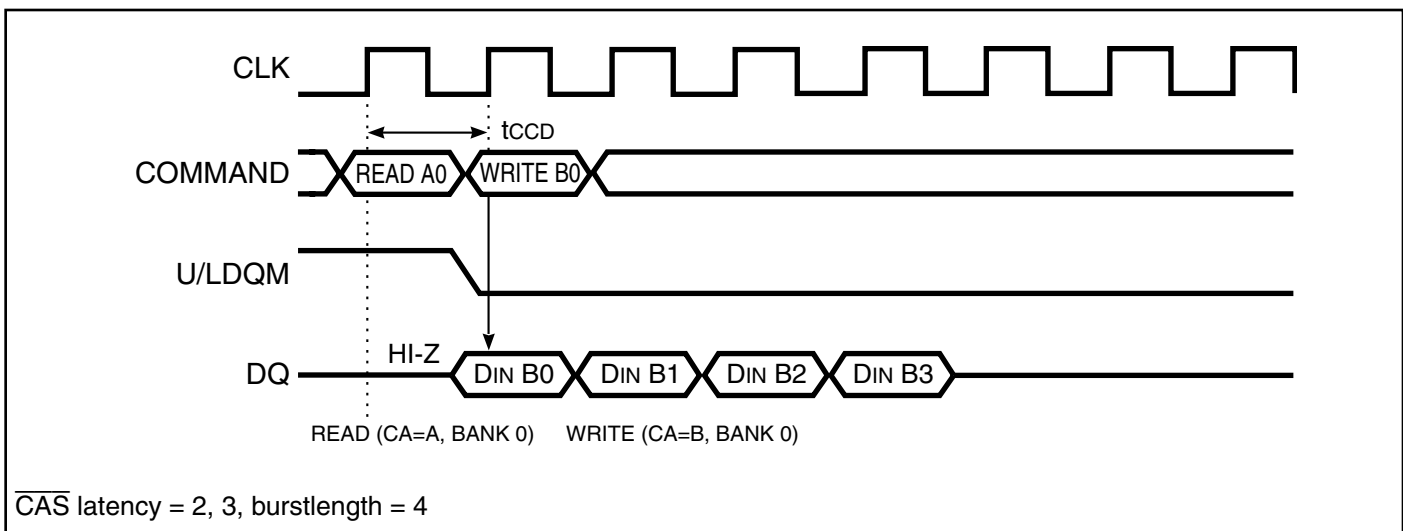 CLK
tCCD
COMMAND READ A0 WRITE B0
U/LDQM
HI-Z
DQ DIN B0 DIN B1 DIN B2 DIN B3
READ (CA=A, BANK 0) WRITE (CA=B, BANK 0)
C̅A̅S̅ latency = 2, 3, burstlength = 4